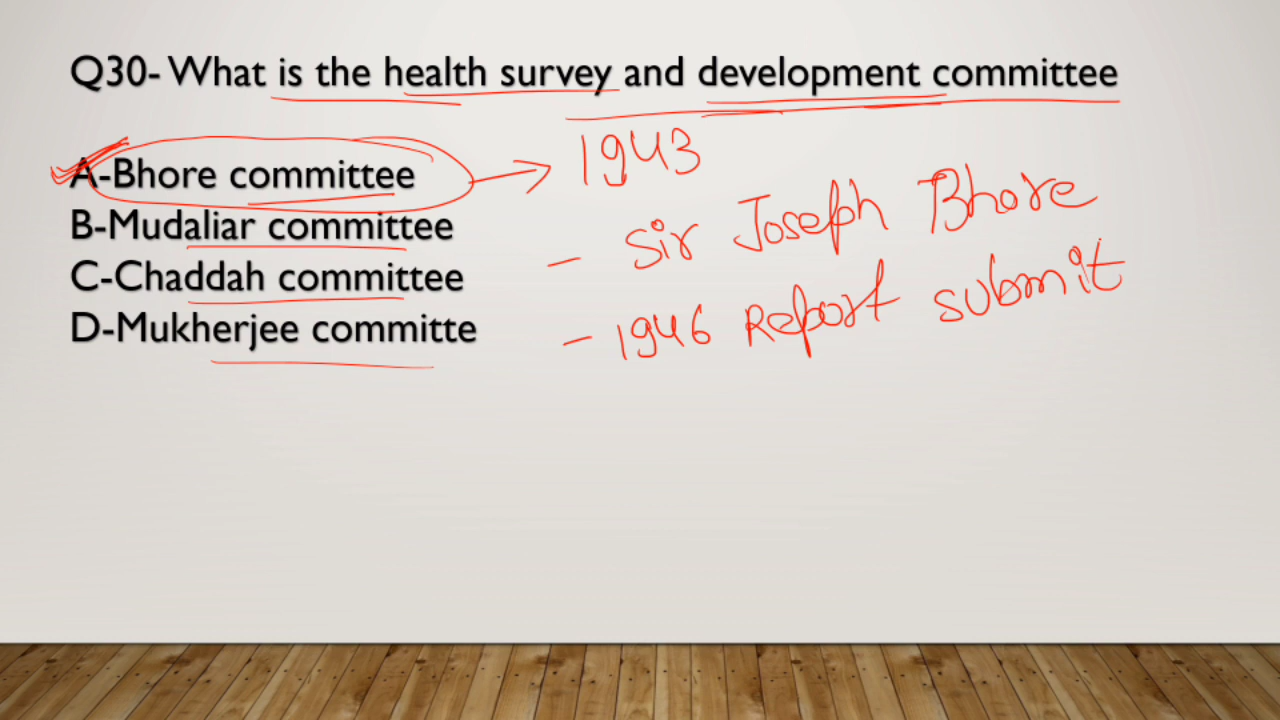 Q30- What is the health survey and development committee
A-Bhore committee
1943
B-Mudaliar committee
- Sir Joseph Bhore
C-Chaddah committee
D-Mukherjee committe
- 1946 Report submit